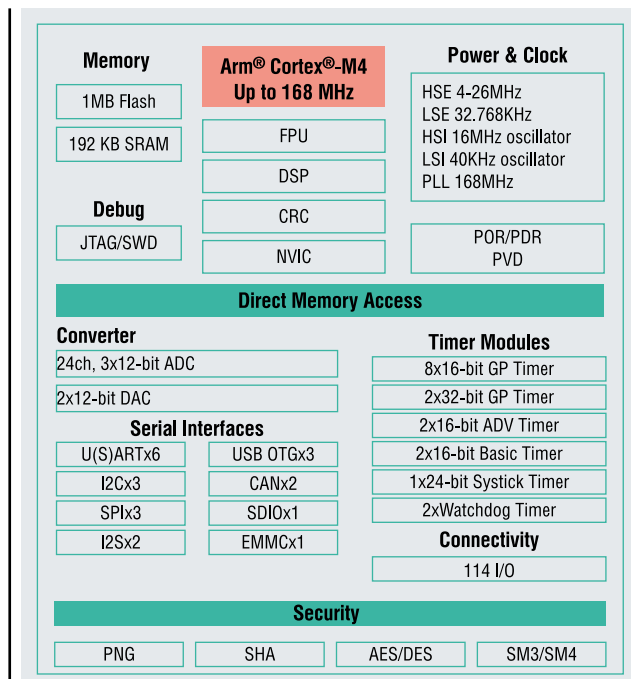 Memory
1MB Flash
192 KB SRAM
Debug
JTAG/SWD
Arm® Cortex®-M4
Up to 168 MHz
FPU
DSP
CRC
NVIC
Power & Clock
HSE 4-26MHz
LSE 32.768KHz
HSI 16MHz oscillator
LSI 40KHz oscillator
PLL 168MHz
POR/PDR
PVD
Direct Memory Access
Converter
24ch, 3x12-bit ADC
2x12-bit DAC
Serial Interfaces
U(S)ARTx6
USB OTGx3
I2Cx3
CANx2
SPIx3
SDIOx1
I2Sx2
EMMCx1
Timer Modules
8x16-bit GP Timer
2x32-bit GP Timer
2x16-bit ADV Timer
2x16-bit Basic Timer
1x24-bit Systick Timer
2xWatchdog Timer
Connectivity
114 I/O
Security
PNG
SHA
AES/DES
SM3/SM4